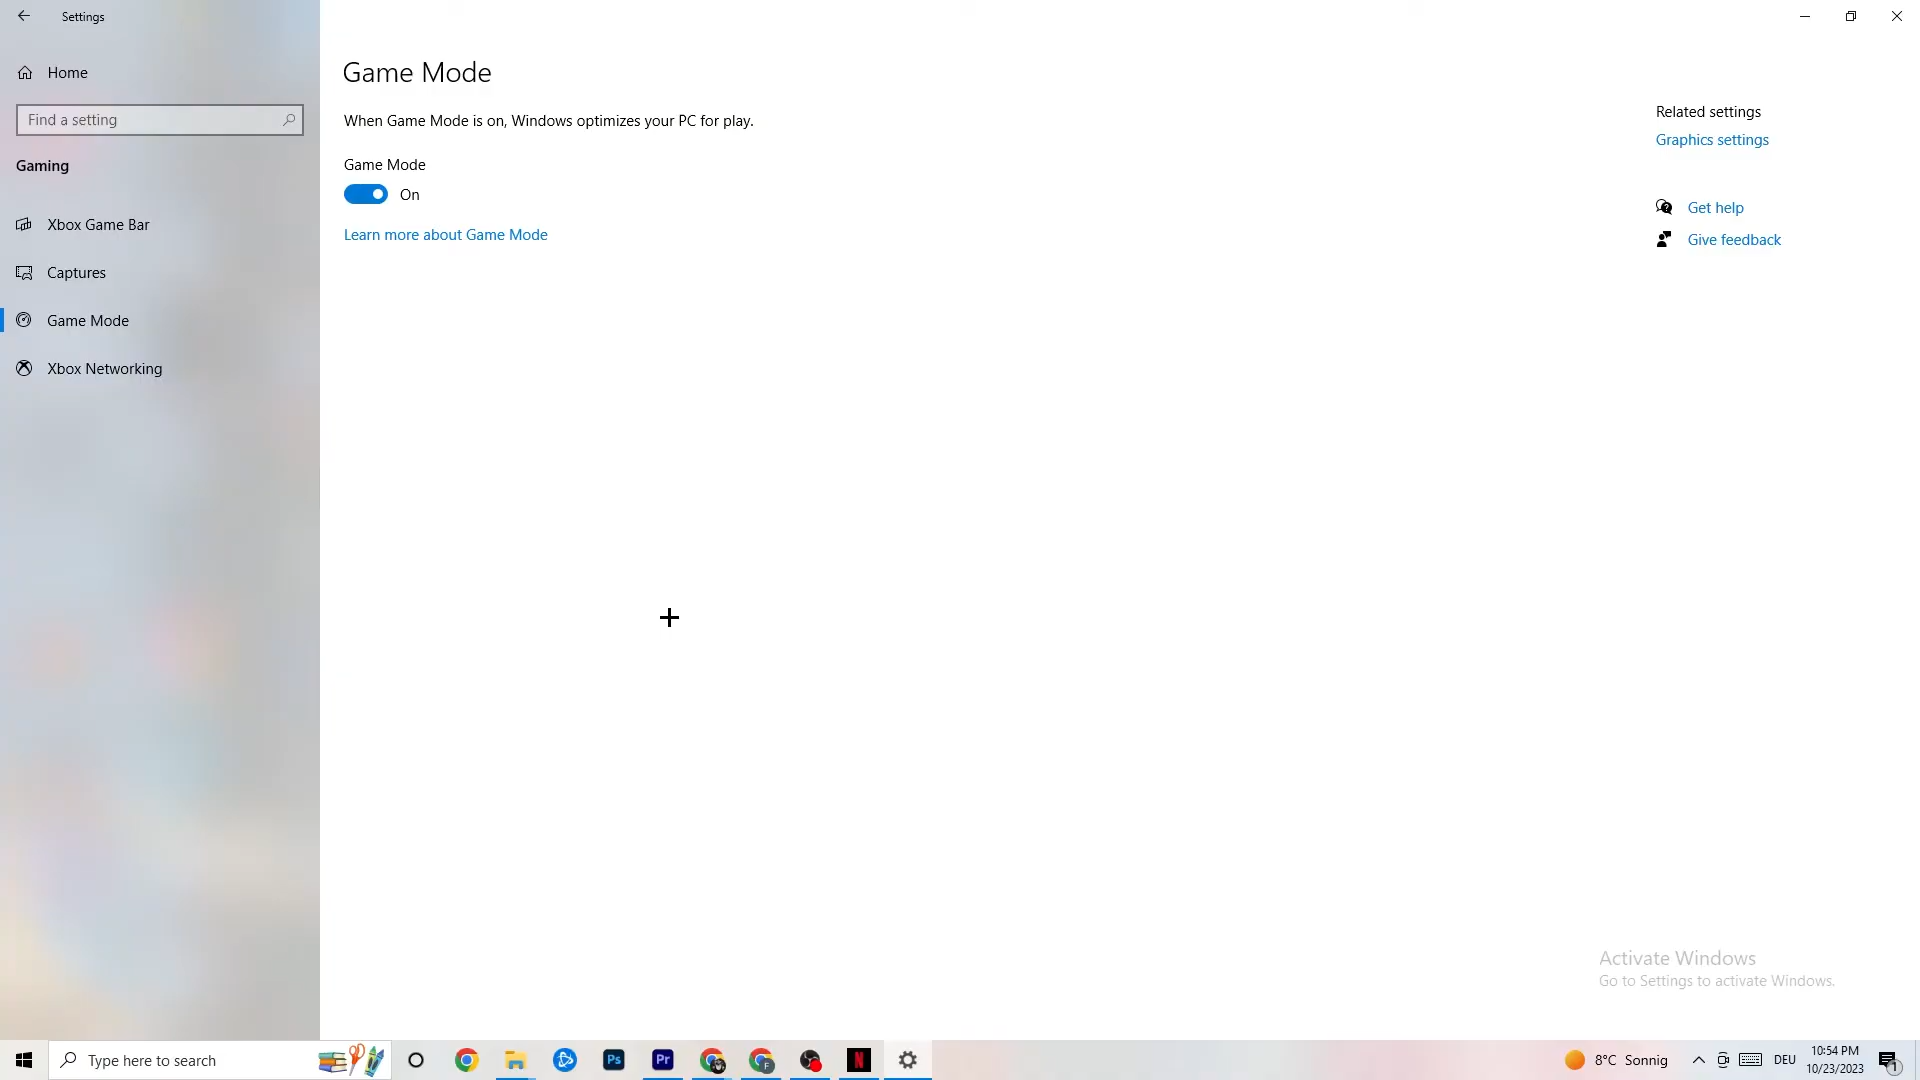 Settings
Home
Find a setting
Gaming
Xbox Game Bar
Captures
Game Mode
Xbox Networking
Game Mode
When Game Mode is on, Windows optimizes your PC for play.
Game Mode
On
Learn more about Game Mode
Related settings
Graphics settings
Get help
Give feedback
Activate Windows
Go to Settings to activate Windows.
Type here to search
Ps
Pr
F
N
8°C Sonnig
DEU
10:54 PM
10/23/2023
1